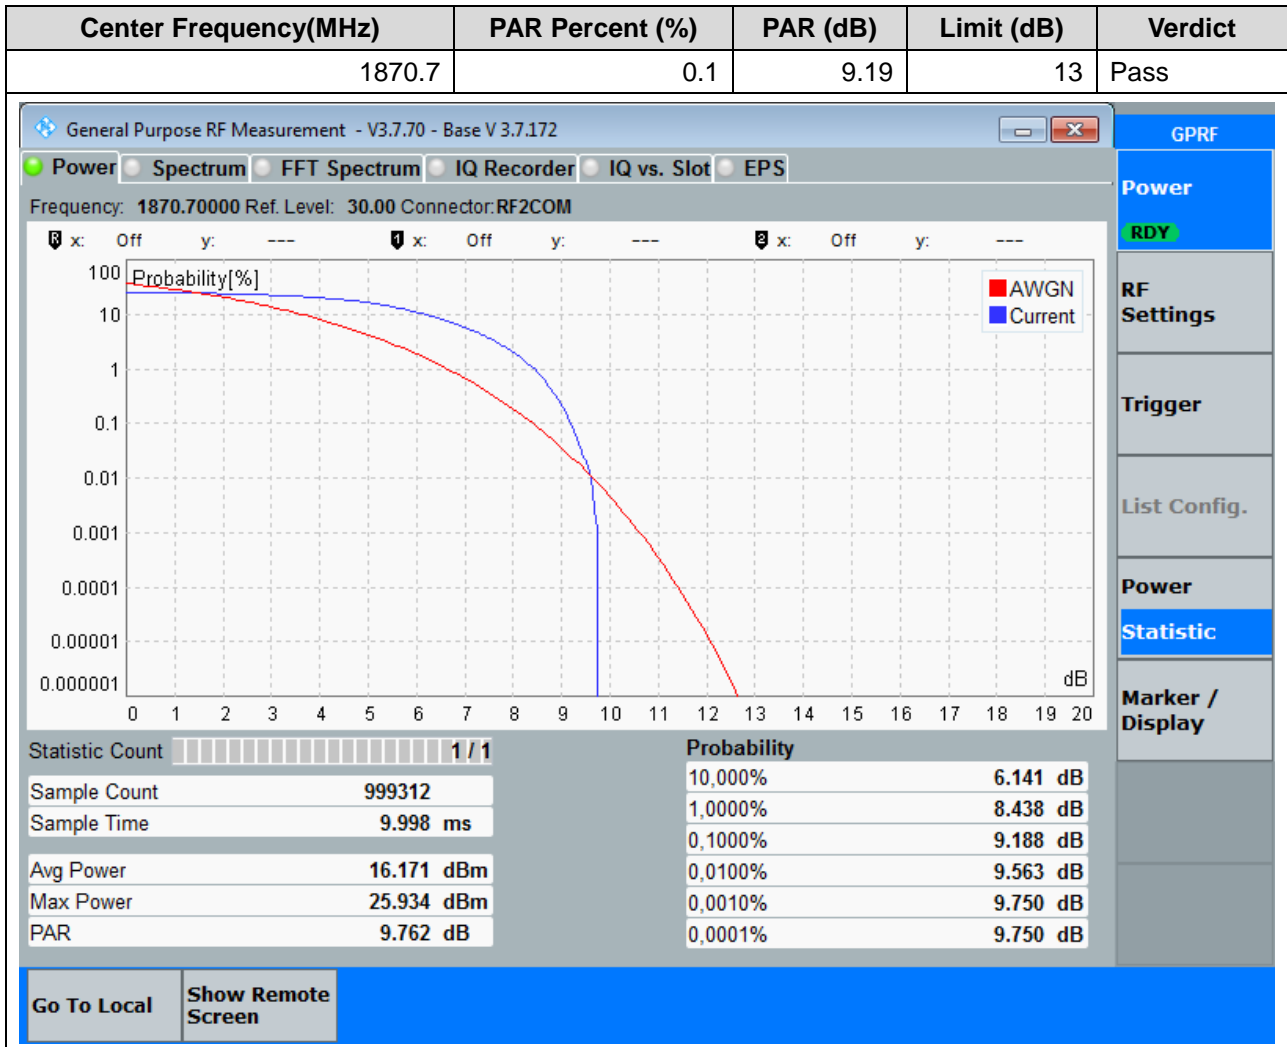 Center Frequency(MHz) PAR Percent (%) PAR (dB) Limit (dB) Verdict
1870.7 0.1 9.19 13 Pass
General Purpose RF Measurement - V3.7.70 - Base V 3.7.172
GPRF
Power Spectrum FFT Spectrum IQ Recorder IQ vs. Slot EPS
Power
RDY
Frequency: 1870.70000 Ref. Level: 30.00 Connector:RF2COM
R x: Off y: --- 1 x: Off y: --- 2 x: Off y: ---
100 Probability[%]
AWGN
Current
10
1
0.1
0.01
0.001
0.0001
0.00001
0.000001
dB
0 1 2 3 4 5 6 7 8 9 10 11 12 13 14 15 16 17 18 19 20
RF
Settings
Trigger
List Config.
Power
Statistic
Marker /
Display
Statistic Count 1 / 1
Sample Count 999312
Sample Time 9.998 ms
Avg Power 16.171 dBm
Max Power 25.934 dBm
PAR 9.762 dB
Probability
10,000% 6.141 dB
1,0000% 8.438 dB
0,1000% 9.188 dB
0,0100% 9.563 dB
0,0010% 9.750 dB
0,0001% 9.750 dB
Go To Local
Show Remote
Screen